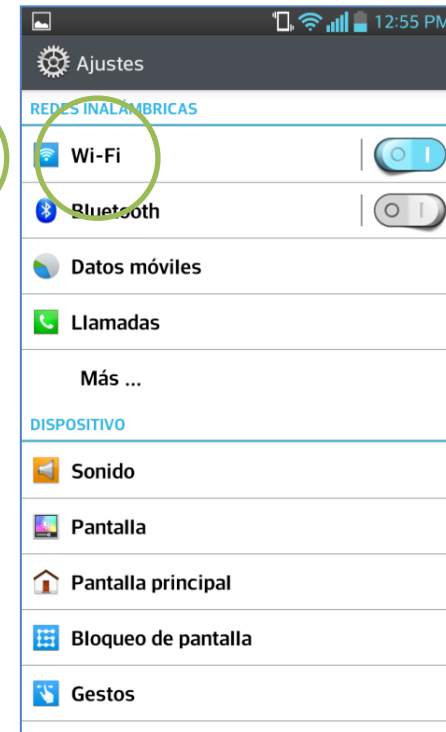 12:55 PM
Ajustes
REDES INALÁMBRICAS
Wi-Fi
Bluetooth
Datos móviles
Llamadas
Más ...
DISPOSITIVO
Sonido
Pantalla
Pantalla principal
Bloqueo de pantalla
Gestos